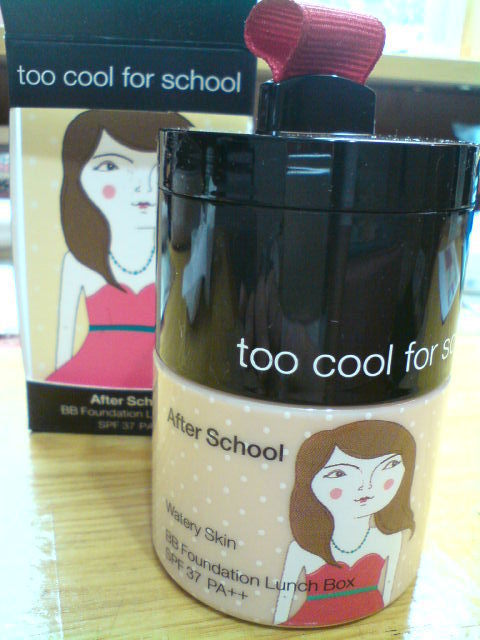 too cool for school
After Sch
BB Foundation L
SPF 37 PA
too cool for sc
After School
Watery Skin
BB Foundation Lunch Box
SPF 37 PA++